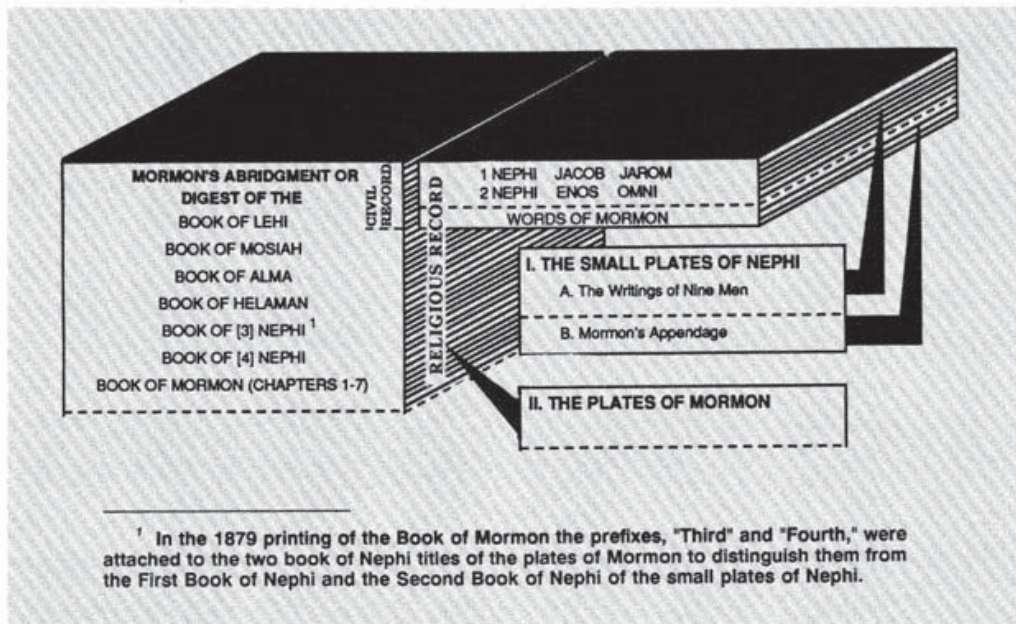 MORMON'S ABRIDGMENT OR
DIGEST OF THE
BOOK OF LEHI
BOOK OF MOSIAH
BOOK OF ALMA
BOOK OF HELAMAN
BOOK OF [3] NEPHI ¹
BOOK OF [4] NEPHI
BOOK OF MORMON (CHAPTERS 1-7)
CIVIL
RECORD
RELIGIOUS RECORD
1 NEPHI JACOB JAROM
2 NEPHI ENOS OMNI
WORDS OF MORMON
I. THE SMALL PLATES OF NEPHI
A. The Writings of Nine Men
B. Mormon's Appendage
II. THE PLATES OF MORMON
¹ In the 1879 printing of the Book of Mormon the prefixes, "Third" and "Fourth," were
attached to the two book of Nephi titles of the plates of Mormon to distinguish them from
the First Book of Nephi and the Second Book of Nephi of the small plates of Nephi.